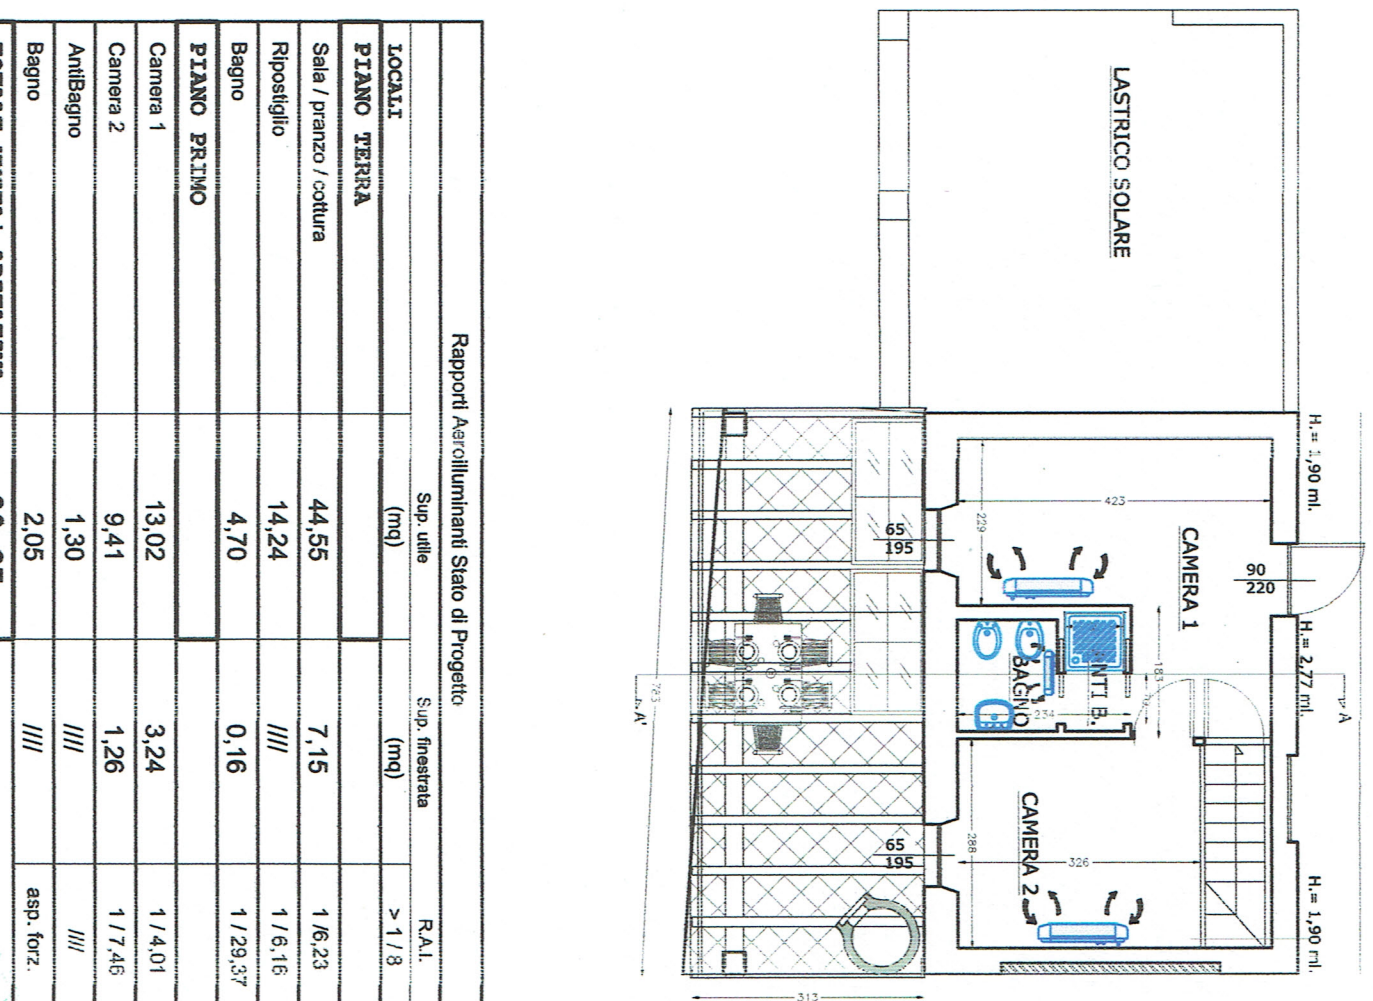 Rapporti Aeroilluminanti Stato di Progetto
Sup. utile Sup. finestrata R.A.I.
LOCALI (mq) (mq) > 1 / 8
PIANO TERRA
Sala / pranzo / cottura 44,55 7,15 1 /6,23
Ripostiglio 14,24 //// 1 / 6,16
Bagno 4,70 0,16 1 / 29,37
PIANO PRIMO
Camera 1 13,02 3,24 1 / 4,01
Camera 2 9,41 1,26 1 / 7,46
AntiBagno 1,30 //// ////
Bagno 2,05 //// asp. forz.
LASTRICO SOLARE
H.= 1,90 ml.
H.= 2,77 ml.
H.= 1,90 ml.
CAMERA 1
90
220
423
229
65
195
183
BAGNO
234
A
A'
CAMERA 2
326
288
65
195
313